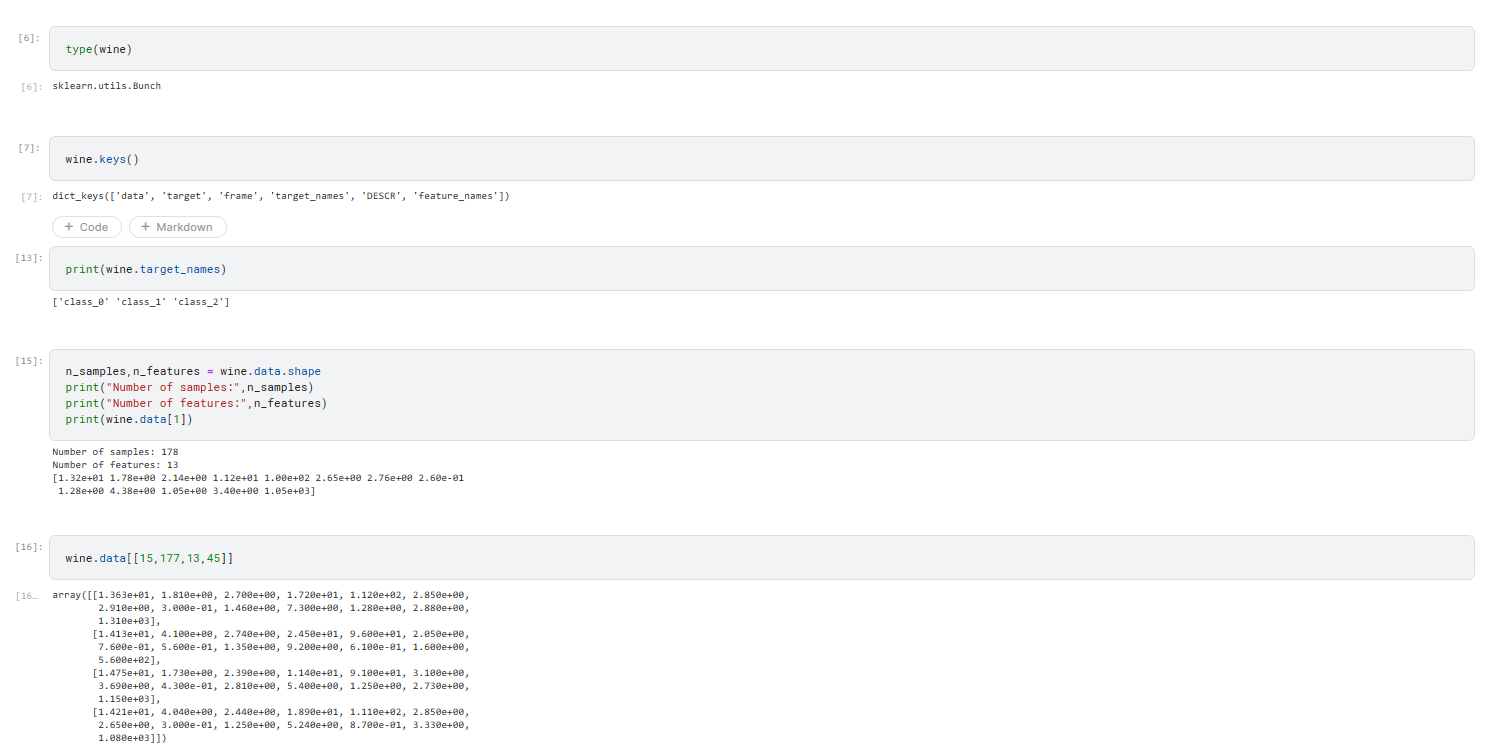 [6]:
type(wine)
[6]:
sklearn.utils.Bunch
[7]:
wine.keys()
[7]:
dict_keys(['data', 'target', 'frame', 'target_names', 'DESCR', 'feature_names'])
+ Code + Markdown
[13]:
print(wine.target_names)
['class_0' 'class_1' 'class_2']
[15]:
n_samples,n_features = wine.data.shape
print("Number of samples:",n_samples)
print("Number of features:",n_features)
print(wine.data[1])
Number of samples: 178
Number of features: 13
[1.32e+01 1.78e+00 2.14e+00 1.12e+01 1.00e+02 2.65e+00 2.76e+00 2.60e-01
1.28e+00 4.38e+00 1.05e+00 3.40e+00 1.05e+03]
[16]:
wine.data[[15,177,13,45]]
[16…
array([[1.363e+01, 1.810e+00, 2.700e+00, 1.720e+01, 1.120e+02, 2.850e+00,
2.910e+00, 3.000e-01, 1.460e+00, 7.300e+00, 1.280e+00, 2.880e+00,
1.310e+03],
[1.413e+01, 4.100e+00, 2.740e+00, 2.450e+01, 9.600e+01, 2.050e+00,
7.600e-01, 5.600e-01, 1.350e+00, 9.200e+00, 6.100e-01, 1.600e+00,
5.600e+02],
[1.475e+01, 1.730e+00, 2.390e+00, 1.140e+01, 9.100e+01, 3.100e+00,
3.690e+00, 4.300e-01, 2.810e+00, 5.400e+00, 1.250e+00, 2.730e+00,
1.150e+03],
[1.421e+01, 4.040e+00, 2.440e+00, 1.890e+01, 1.110e+02, 2.850e+00,
2.650e+00, 3.000e-01, 1.250e+00, 5.240e+00, 8.700e-01, 3.330e+00,
1.080e+03]])